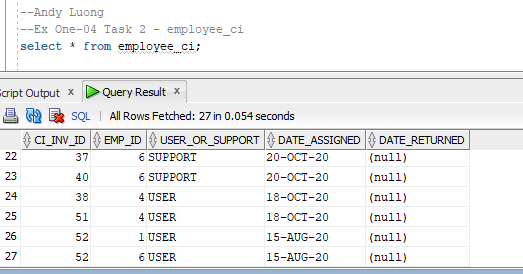 --Andy Luong
--Ex One-04 Task 2 - employee_ci
select * from employee_ci;
Script Output x Query Result x
SQL | All Rows Fetched: 27 in 0.054 seconds
CI_INV_ID EMP_ID USER_OR_SUPPORT DATE_ASSIGNED DATE_RETURNED
22 37 6 SUPPORT 20-OCT-20 (null)
23 40 6 SUPPORT 20-OCT-20 (null)
24 38 4 USER 18-OCT-20 (null)
25 51 4 USER 18-OCT-20 (null)
26 52 1 USER 15-AUG-20 (null)
27 52 6 USER 15-AUG-20 (null)